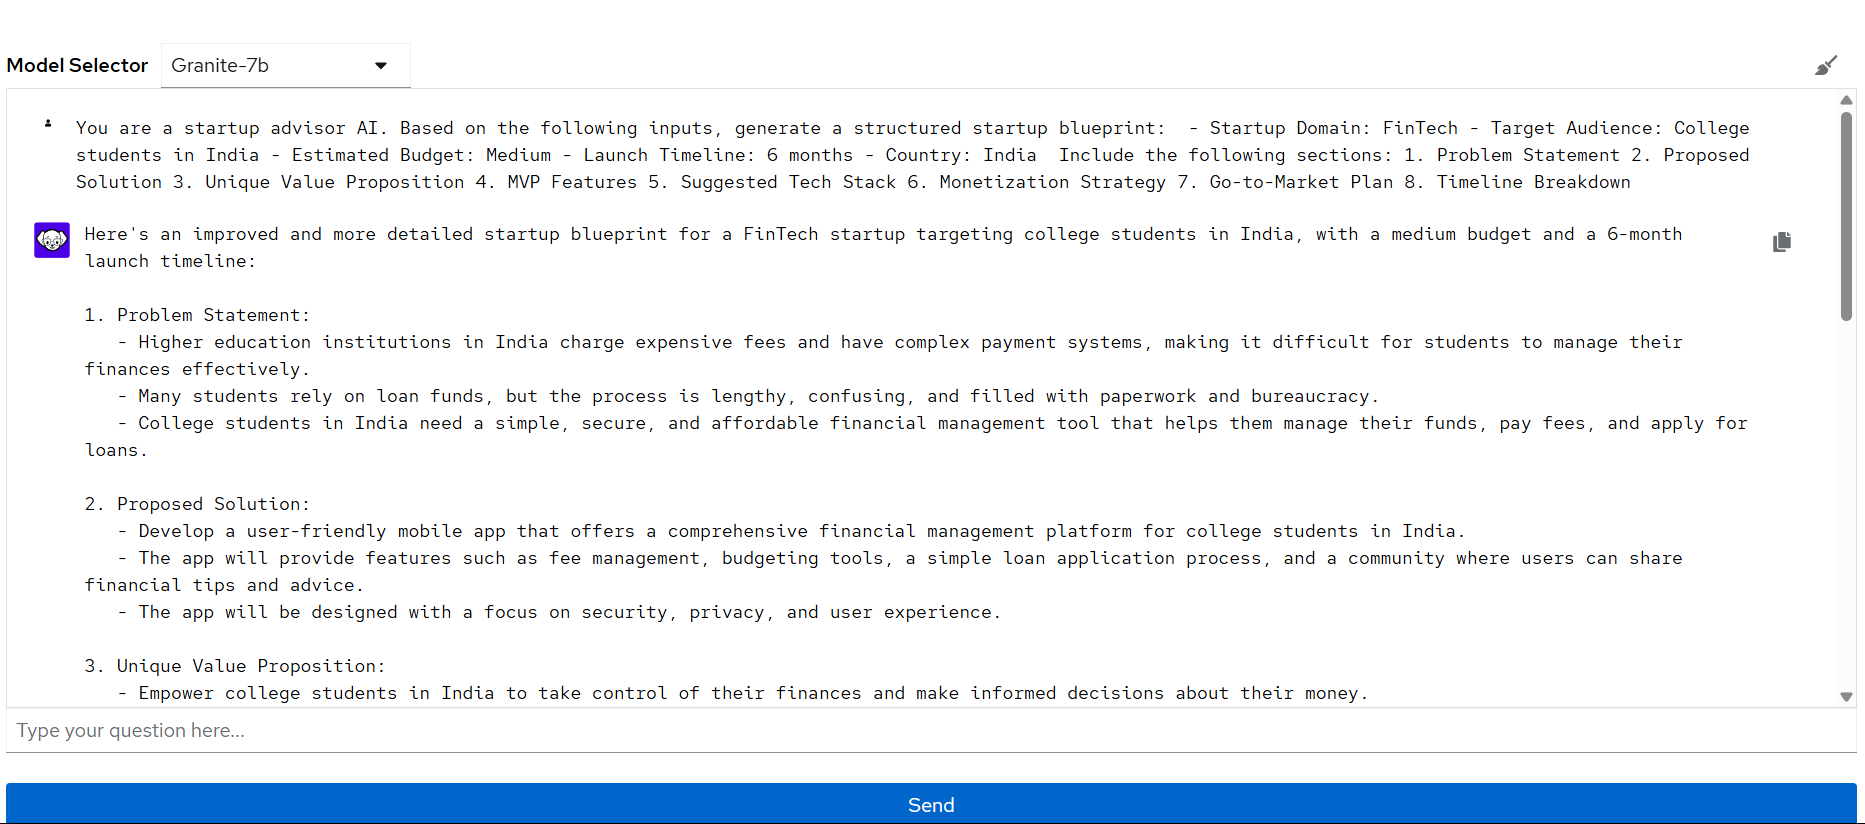 Model Selector Granite-7b
You are a startup advisor AI. Based on the following inputs, generate a structured startup blueprint:  - Startup Domain: FinTech - Target Audience: College
students in India - Estimated Budget: Medium - Launch Timeline: 6 months - Country: India  Include the following sections: 1. Problem Statement 2. Proposed
Solution 3. Unique Value Proposition 4. MVP Features 5. Suggested Tech Stack 6. Monetization Strategy 7. Go-to-Market Plan 8. Timeline Breakdown
Here's an improved and more detailed startup blueprint for a FinTech startup targeting college students in India, with a medium budget and a 6-month
launch timeline:
1. Problem Statement:
- Higher education institutions in India charge expensive fees and have complex payment systems, making it difficult for students to manage their
finances effectively.
- Many students rely on loan funds, but the process is lengthy, confusing, and filled with paperwork and bureaucracy.
- College students in India need a simple, secure, and affordable financial management tool that helps them manage their funds, pay fees, and apply for
loans.
2. Proposed Solution:
- Develop a user-friendly mobile app that offers a comprehensive financial management platform for college students in India.
- The app will provide features such as fee management, budgeting tools, a simple loan application process, and a community where users can share
financial tips and advice.
- The app will be designed with a focus on security, privacy, and user experience.
3. Unique Value Proposition:
- Empower college students in India to take control of their finances and make informed decisions about their money.
Type your question here...
Send